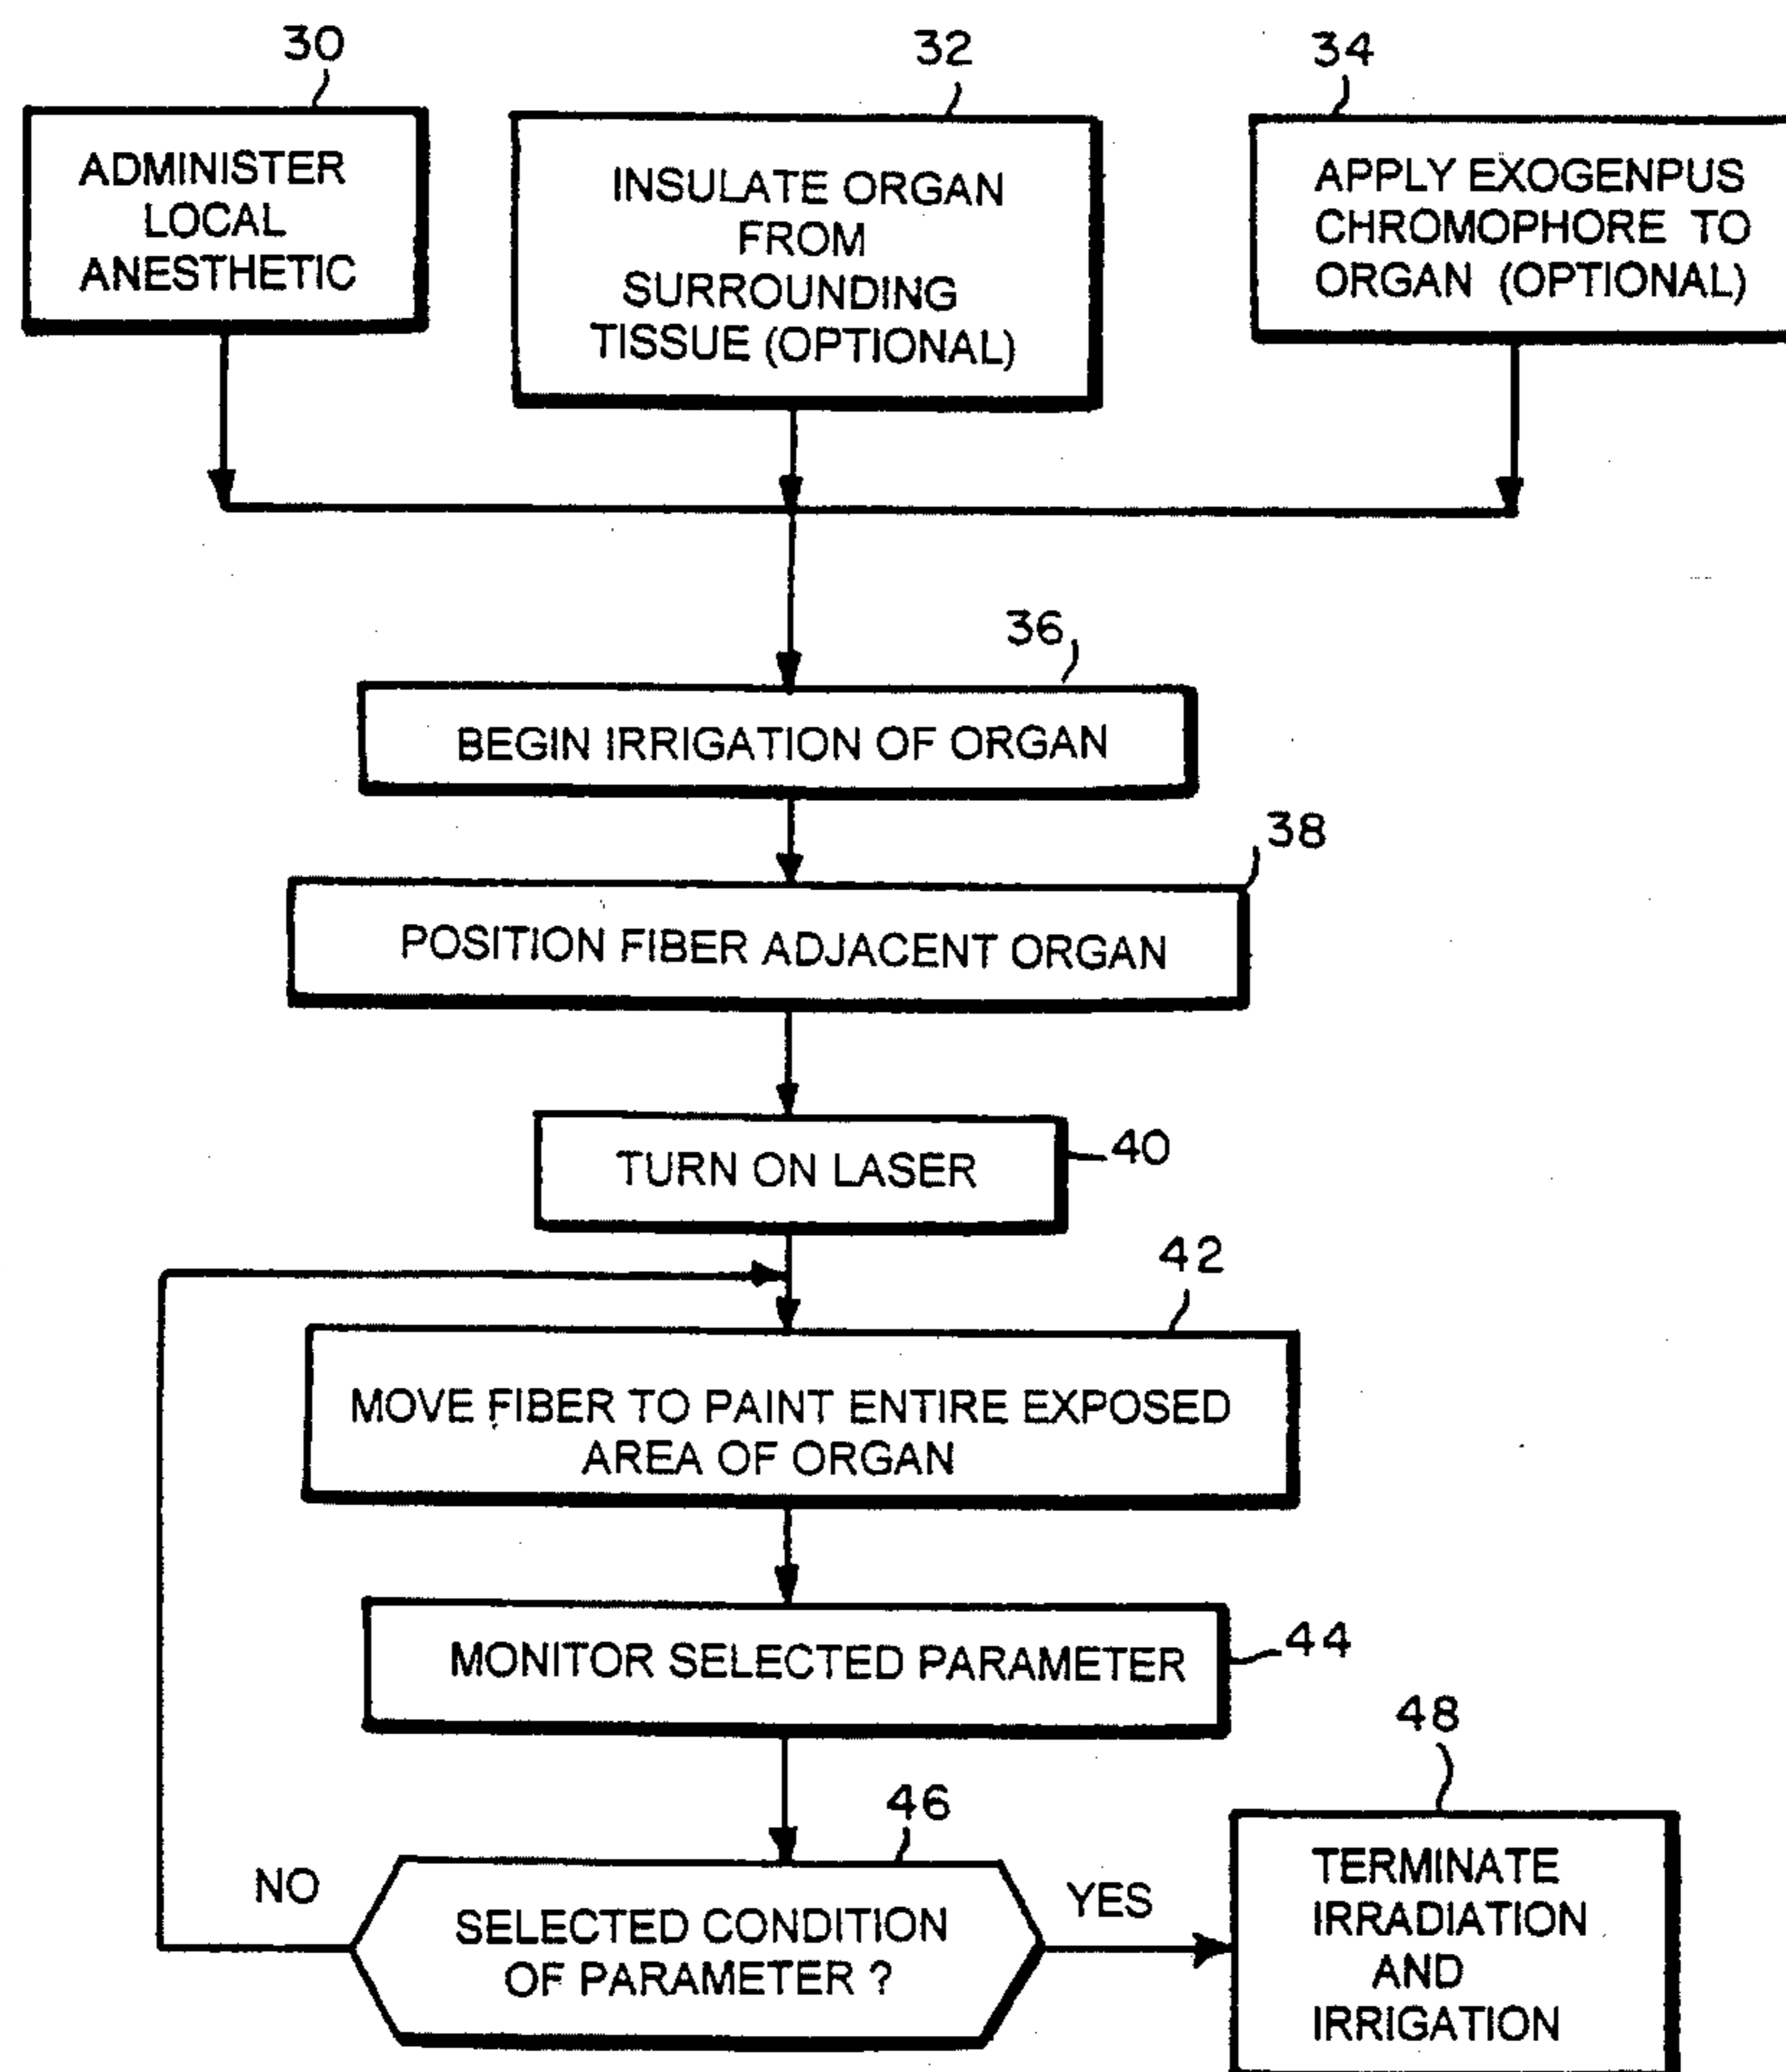 30
ADMINISTER
LOCAL
ANESTHETIC
32
INSULATE ORGAN
FROM
SURROUNDING
TISSUE (OPTIONAL)
34
APPLY EXOGENPUS
CHROMOPHORE TO
ORGAN (OPTIONAL)
36
BEGIN IRRIGATION OF ORGAN
38
POSITION FIBER ADJACENT ORGAN
TURN ON LASER
40
42
MOVE FIBER TO PAINT ENTIRE EXPOSED
AREA OF ORGAN
MONITOR SELECTED PARAMETER
44
46
SELECTED CONDITION
OF PARAMETER ?
NO
YES
48
TERMINATE
IRRADIATION
AND
IRRIGATION